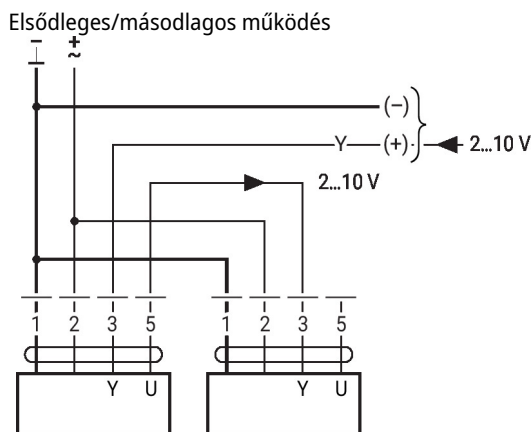 Elsődleges/másodlagos működés
– +
⊥ ~
(–)
Y (+) 2...10 V
2...10 V
1 2 3 5 1 2 3 5
Y U Y U